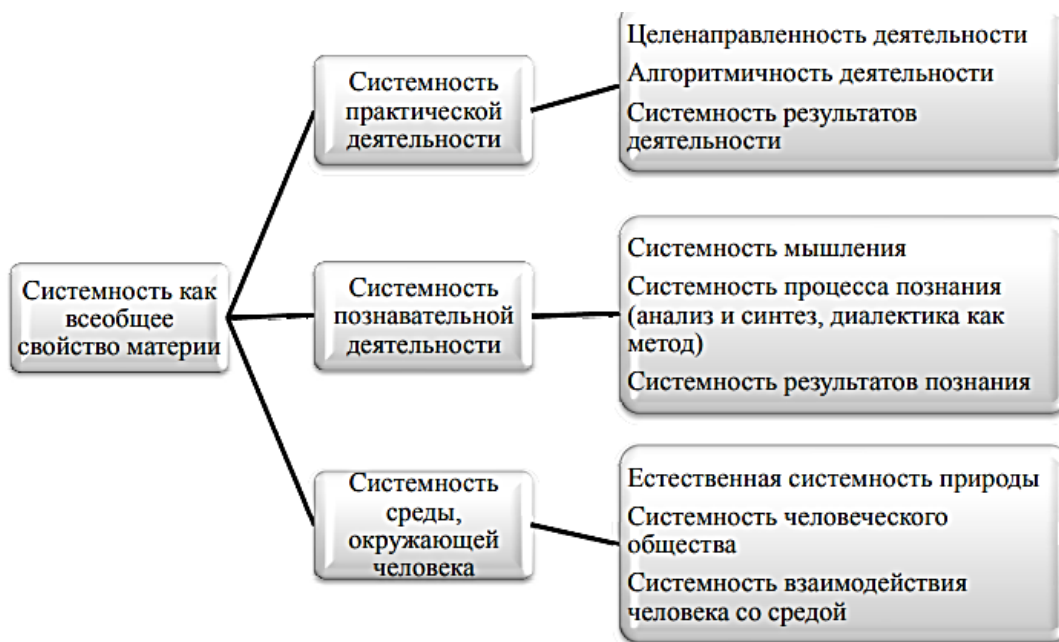 Системность как
всеобщее
свойство материи
Системность
практической
деятельности
Целенаправленность деятельности
Алгоритмичность деятельности
Системность результатов
деятельности
Системность
познавательной
деятельности
Системность мышления
Системность процесса познания
(анализ и синтез, диалектика как
метод)
Системность результатов познания
Системность
среды,
окружающей
человека
Естественная системность природы
Системность человеческого
общества
Системность взаимодействия
человека со средой